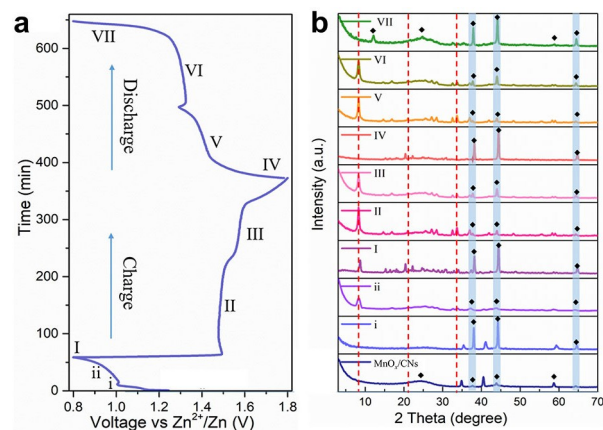 a
b
600
500
400
300
200
100
0
Time (min)
VII
VI
Discharge
V
IV
III
Charge
II
I
ii
i
0.8 1.0 1.2 1.4 1.6 1.8
Voltage vs Zn2+/Zn (V)
Intensity (a.u.)
VII
VI
V
IV
III
II
I
ii
i
MnOx/CNs
10 20 30 40 50 60 70
2 Theta (degree)